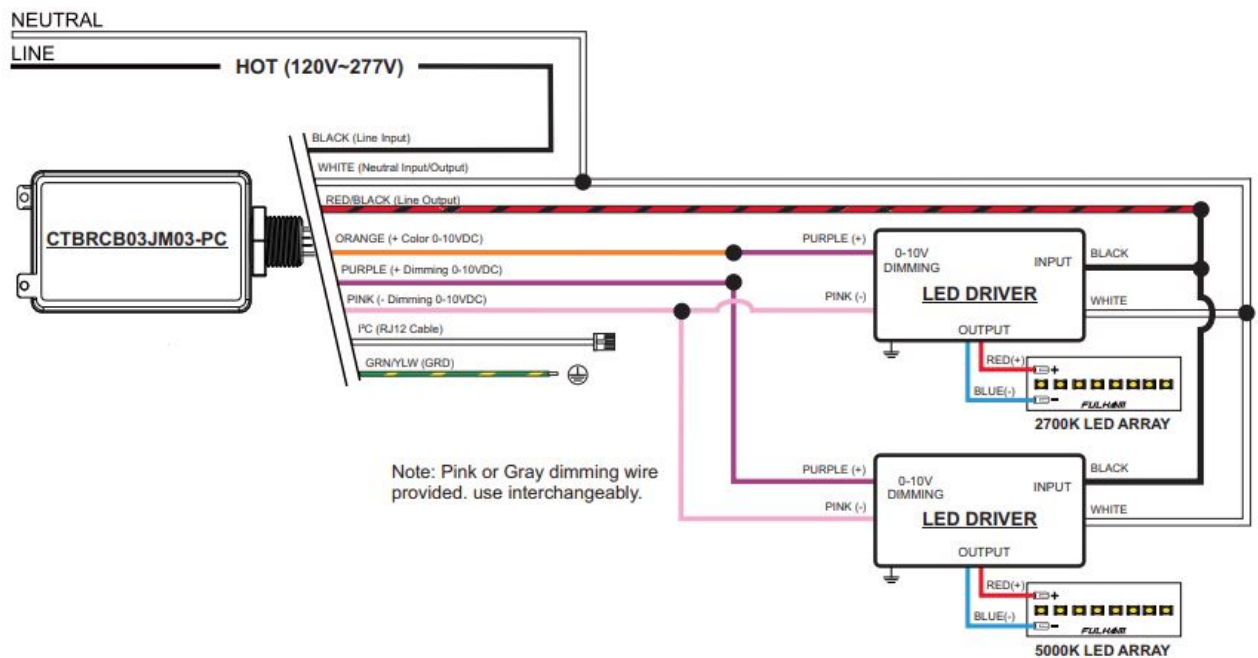 NEUTRAL
LINE
HOT (120V~277V)
BLACK (Line Input)
WHITE (Neutral Input/Output)
RED/BLACK (Line Output)
CTBRCB03JM03-PC
ORANGE (+ Color 0-10VDC)
PURPLE (+ Dimming 0-10VDC)
PINK (- Dimming 0-10VDC)
I²C (RJ12 Cable)
GRN/YLW (GRD)
PURPLE (+)
PINK (-)
0-10V
DIMMING
INPUT
LED DRIVER
OUTPUT
BLACK
WHITE
RED(+)
BLUE(-)
+
-
FULHAM
2700K LED ARRAY
Note: Pink or Gray dimming wire
provided. use interchangeably.
PURPLE (+)
PINK (-)
0-10V
DIMMING
INPUT
LED DRIVER
OUTPUT
BLACK
WHITE
RED(+)
BLUE(-)
+
-
FULHAM
5000K LED ARRAY